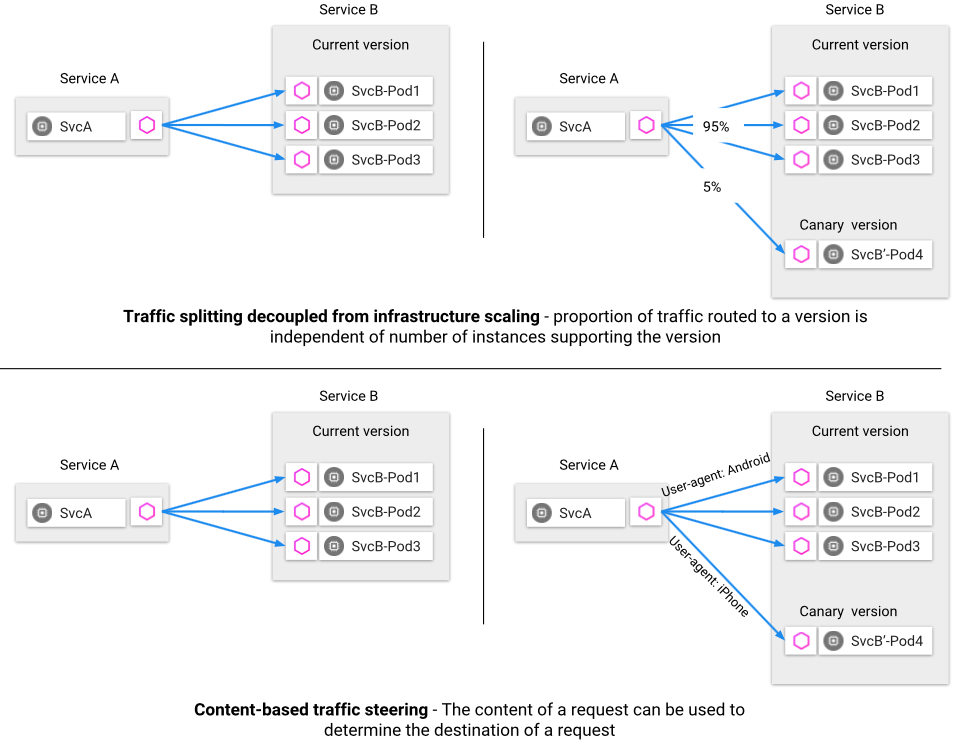 Service B
Current version
Service A
SvcA
SvcB-Pod1
SvcB-Pod2
SvcB-Pod3
Service B
Current version
Service A
SvcA
95%
5%
SvcB-Pod1
SvcB-Pod2
SvcB-Pod3
Canary version
SvcB’-Pod4
Traffic splitting decoupled from infrastructure scaling - proportion of traffic routed to a version is
independent of number of instances supporting the version
Service B
Current version
Service A
SvcA
SvcB-Pod1
SvcB-Pod2
SvcB-Pod3
Service B
Current version
Service A
SvcA
User-agent: Android
User-agent: iPhone
SvcB-Pod1
SvcB-Pod2
SvcB-Pod3
Canary version
SvcB’-Pod4
Content-based traffic steering - The content of a request can be used to
determine the destination of a request